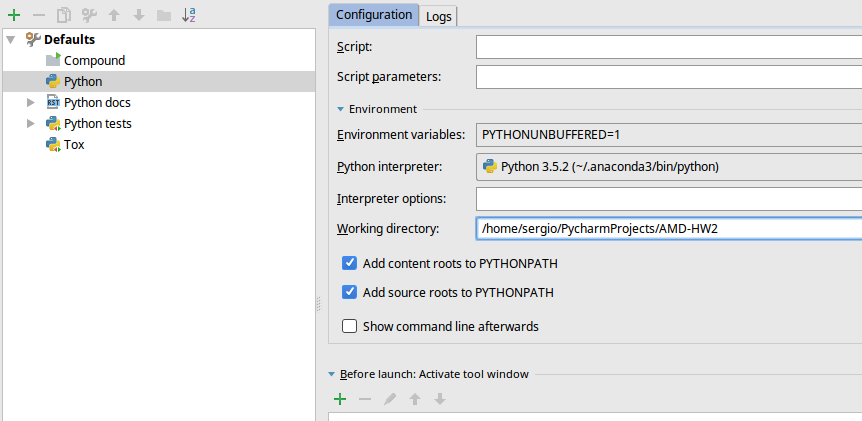 Defaults
Compound
Python
Python docs
Python tests
Tox
Configuration
Logs
Script:
Script parameters:
Environment
Environment variables: PYTHONUNBUFFERED=1
Python interpreter: Python 3.5.2 (~/.anaconda3/bin/python)
Interpreter options:
Working directory: /home/sergio/PycharmProjects/AMD-HW2
Add content roots to PYTHONPATH
Add source roots to PYTHONPATH
Show command line afterwards
Before launch: Activate tool window